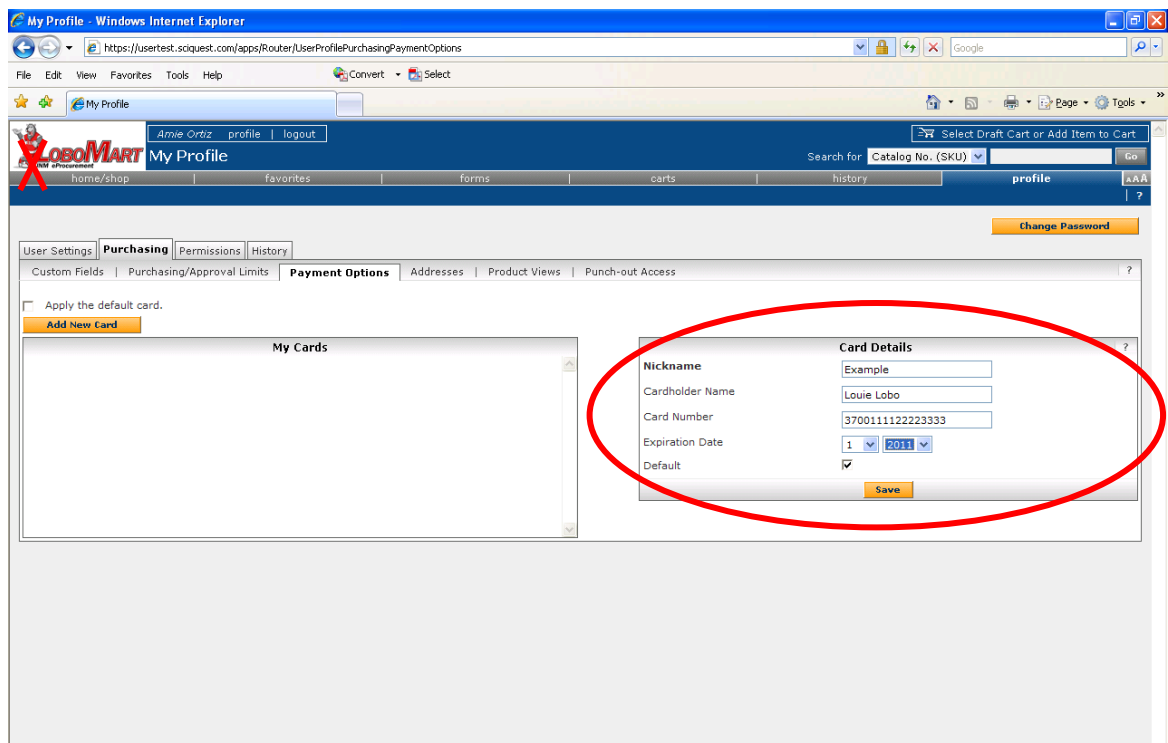 My Profile - Windows Internet Explorer
https://usertest.sciquest.com/apps/Router/UserProfilePurchasingPaymentOptions
Google
File Edit View Favorites Tools Help
Convert Select
My Profile
Page Tools »
Amie Ortiz profile | logout
Select Draft Cart or Add Item to Cart
LOBOMART
eProcurement
My Profile
Search for Catalog No. (SKU) Go
home/shop | favorites | forms | carts | history profile AAA
| ?
Change Password
User Settings Purchasing Permissions History
Custom Fields | Purchasing/Approval Limits Payment Options Addresses | Product Views | Punch-out Access ?
Apply the default card.
Add New Card
My Cards
Card Details ?
Nickname Example
Cardholder Name Louie Lobo
Card Number 3700111122223333
Expiration Date 1 2011
Default
Save